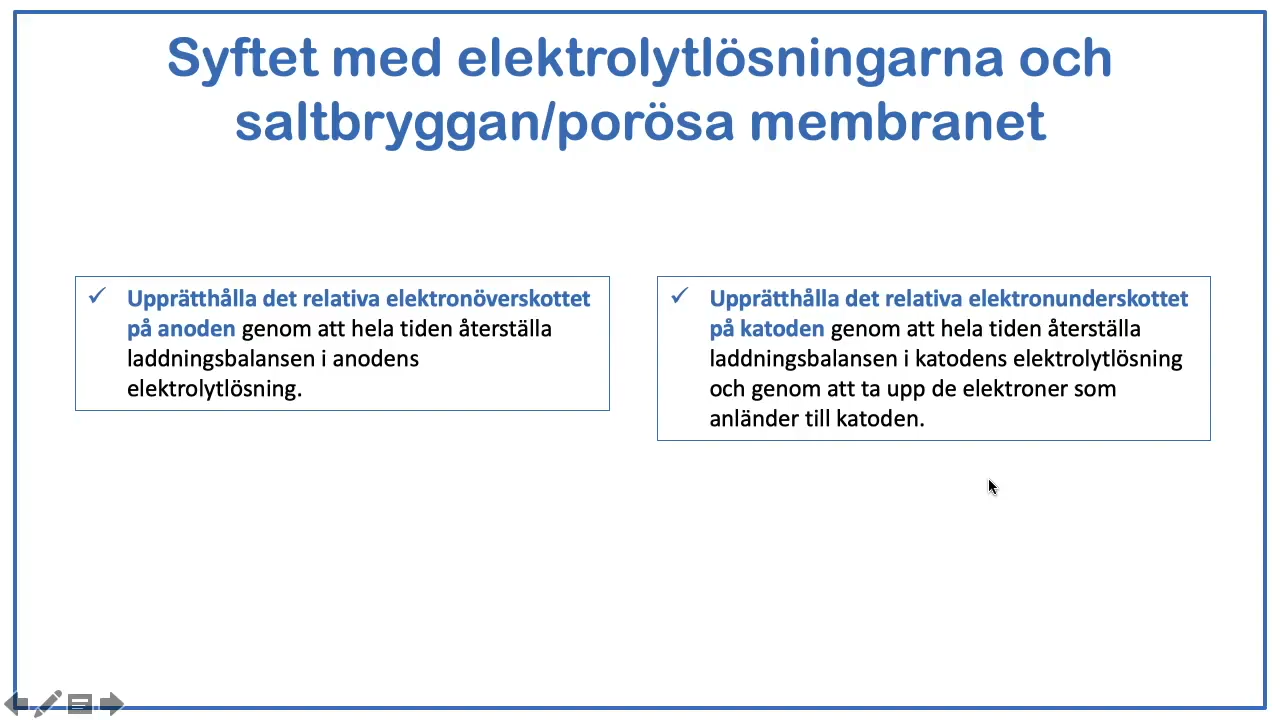 Syftet med elektrolytlösningarna och
saltbryggan/porösa membranet
✓ Upprätthålla det relativa elektronöverskottet
på anoden genom att hela tiden återställa
laddningsbalansen i anodens
elektrolytlösning.
✓ Upprätthålla det relativa elektronunderskottet
på katoden genom att hela tiden återställa
laddningsbalansen i katodens elektrolytlösning
och genom att ta upp de elektroner som
anländer till katoden.